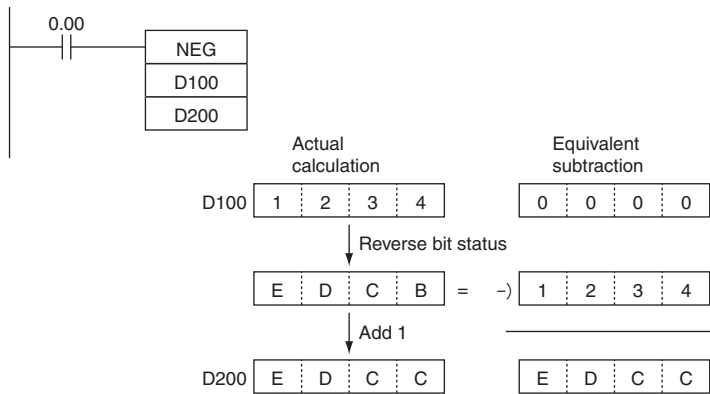 0.00
NEG
D100
D200
Actual
calculation
Equivalent
subtraction
D100 1 2 3 4 0 0 0 0
Reverse bit status
E D C B = –) 1 2 3 4
Add 1
D200 E D C C E D C C